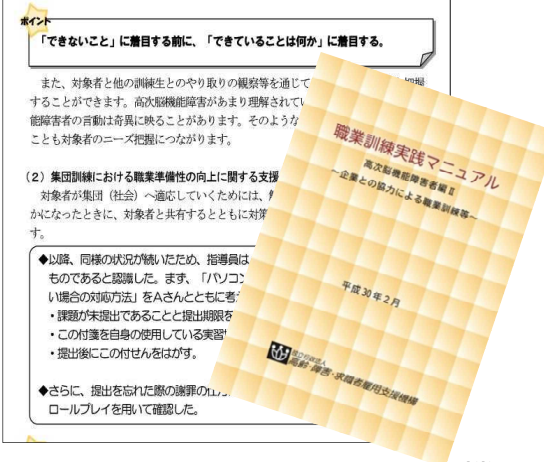 ポイント
「できないこと」に着目する前に、「できていることは何か」に着目する。
また、対象者と他の訓練生とのやり取りの観察等を通じて
することができます。高次脳機能障害があまり理解されてい
能障害者の言動は奇異に映ることがあります。そのような
ことも対象者のニーズ把握につながります。
(2) 集団訓練における職業準備性の向上に関する支援
対象者が集団（社会）へ適応していくためには、
かになったときに、対象者と共有するとともに対策
す。
◆以降、同様の状況が続いたため、指導員は
ものであると認識した。まず、「パソコン
い場合の対応方法」をAさんとともに考
・課題が未提出であることと提出期限を
・この付箋を自身の使用している実習
・提出後にこの付せんをはがす。
◆さらに、提出を忘れた際の謝罪の仕方
ロールプレイを用いて確認した。
職業訓練実践マニュアル
高次脳機能障害者編Ⅱ
～企業との協力による職業訓練等～
平成30年2月
独立行政法人
高齢・障害・求職者雇用支援機構